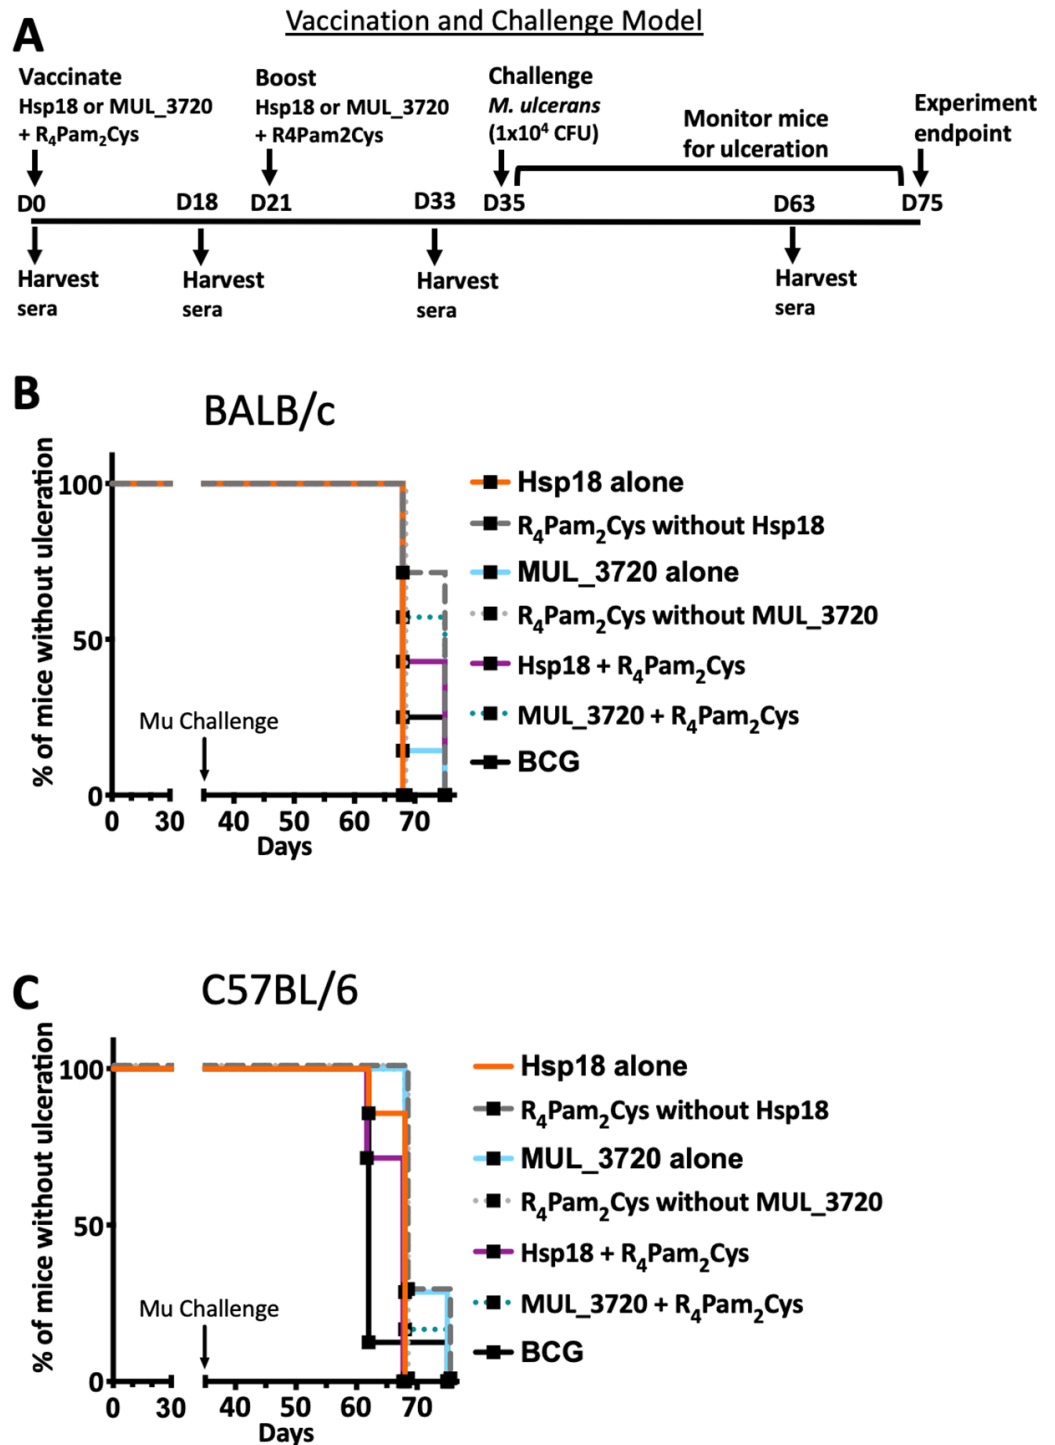 A
Vaccination and Challenge Model
Vaccinate
Hsp18 or MUL_3720
+ R₄Pam₂Cys
Boost
Hsp18 or MUL_3720
+ R4Pam2Cys
Challenge
M. ulcerans
(1x10⁴ CFU)
Monitor mice
for ulceration
Experiment
endpoint
D0 D18 D21 D33 D35 D63 D75
Harvest
sera
Harvest
sera
Harvest
sera
Harvest
sera
B
BALB/c
% of mice without ulceration
100
50
0
Mu Challenge
0 30 40 50 60 70
Days
Hsp18 alone
R₄Pam₂Cys without Hsp18
MUL_3720 alone
R₄Pam₂Cys without MUL_3720
Hsp18 + R₄Pam₂Cys
MUL_3720 + R₄Pam₂Cys
BCG
C
C57BL/6
% of mice without ulceration
100
50
0
Mu Challenge
0 30 40 50 60 70
Days
Hsp18 alone
R₄Pam₂Cys without Hsp18
MUL_3720 alone
R₄Pam₂Cys without MUL_3720
Hsp18 + R₄Pam₂Cys
MUL_3720 + R₄Pam₂Cys
BCG